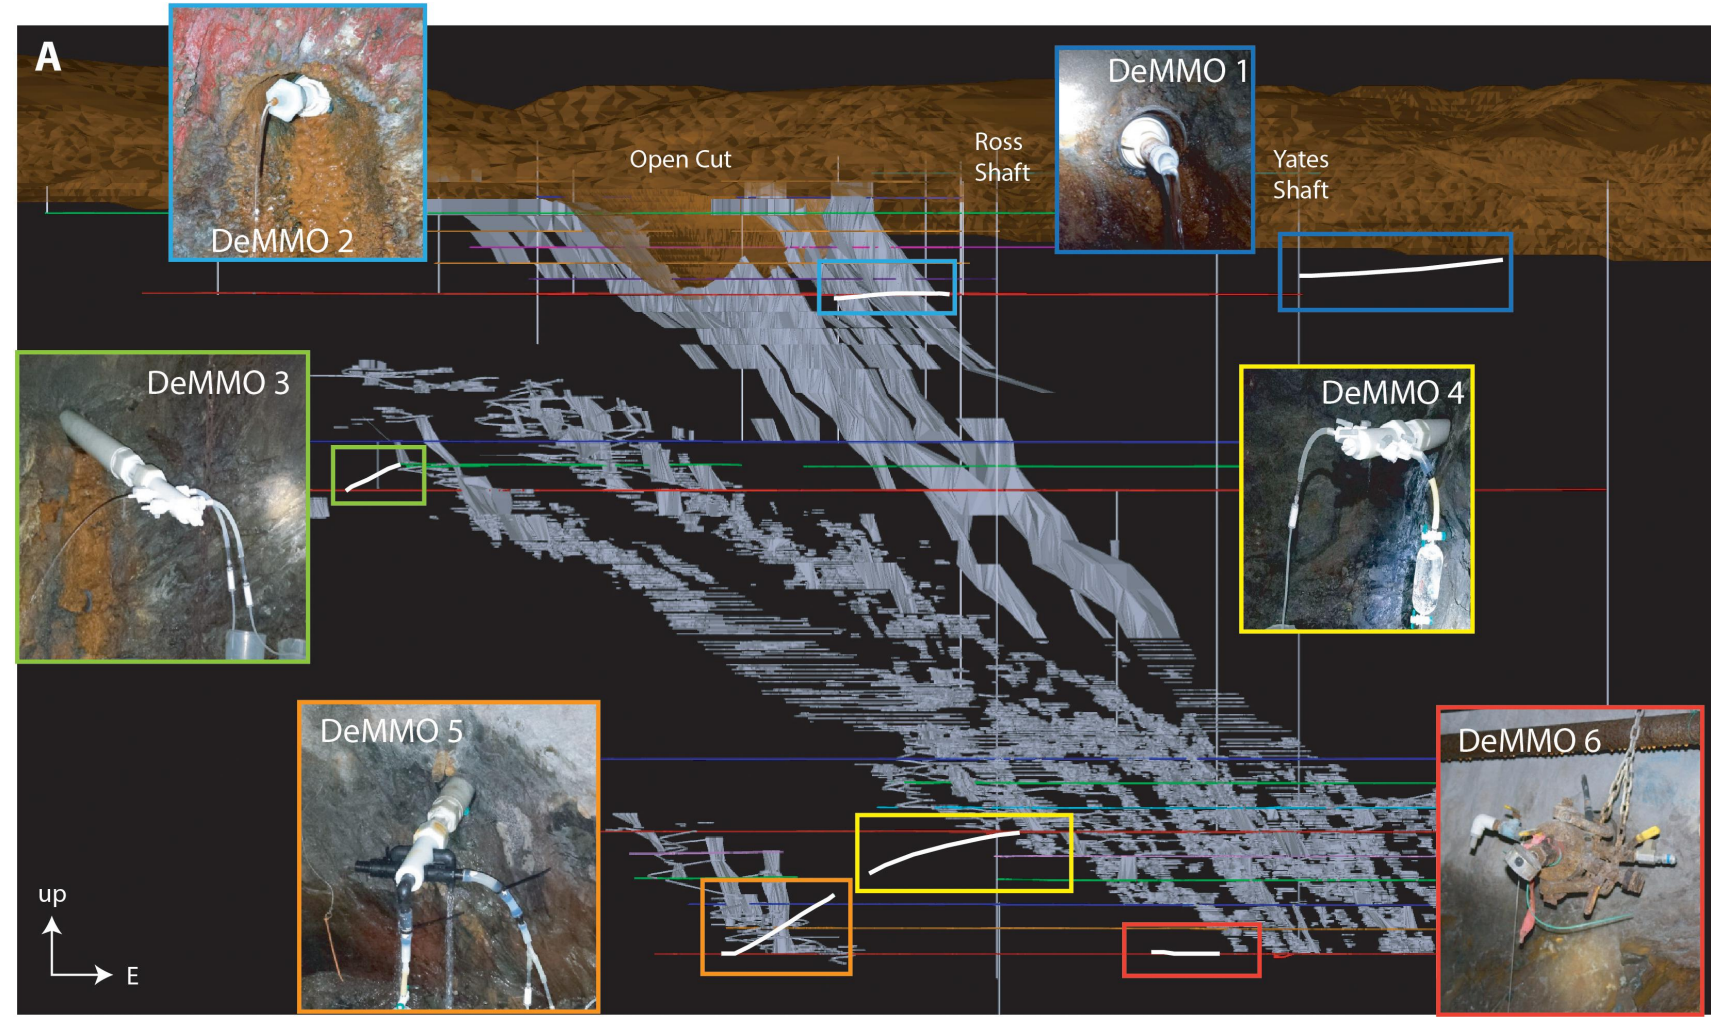 A
DeMMO 2
DeMMO 1
Open Cut
Ross
Shaft
Yates
Shaft
DeMMO 3
DeMMO 4
DeMMO 5
DeMMO 6
up
E